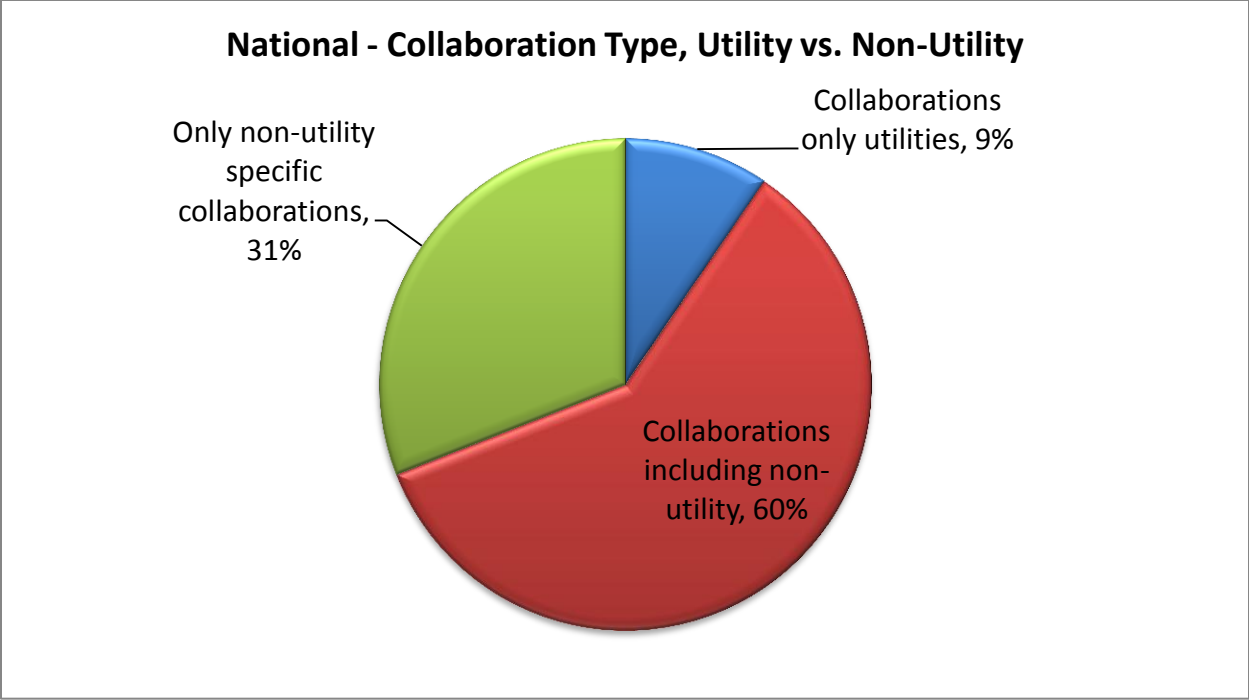 National - Collaboration Type, Utility vs. Non-Utility
Collaborations
only utilities, 9%
Only non-utility
specific
collaborations,
31%
Collaborations
including non-
utility, 60%